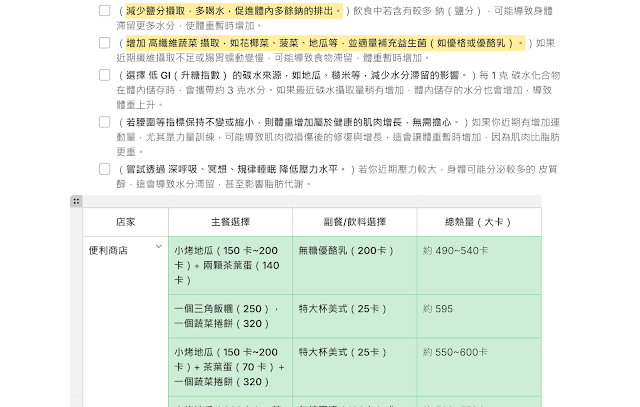 （減少鹽分攝取，多喝水，促進體內多餘鈉的排出。）飲食中若含有較多 鈉（鹽分），可能導致身體
滯留更多水分，使體重暫時增加。
（增加 高纖維蔬菜 攝取，如花椰菜、菠菜、地瓜等，並適量補充益生菌（如優格或優酪乳）。）如果
近期纖維攝取不足或腸胃蠕動變慢，可能導致食物滯留，體重暫時增加。
（選擇 低 GI（升糖指數） 的碳水來源，如地瓜、糙米等，減少水分滯留的影響。）每 1 克 碳水化合物
在體內儲存時，會攜帶約 3 克水分。如果最近碳水攝取量稍有增加，體內儲存的水分也會增加，導致
體重上升。
（若腰圍等指標保持不變或縮小，則體重增加屬於健康的肌肉增長，無需擔心。）如果你近期有增加運
動量，尤其是力量訓練，可能導致肌肉微損傷後的修復與增長，這會讓體重暫時增加，因為肌肉比脂肪
更重。
（嘗試透過 深呼吸、冥想、規律睡眠 降低壓力水平。）若你近期壓力較大，身體可能分泌較多的 皮質
醇，這會導致水分滯留，甚至影響脂肪代謝。
店家 主餐選擇 副餐/飲料選擇 總熱量（大卡）
便利商店 小烤地瓜（150 卡~200 無糖優酪乳（200卡） 約 490~540卡
卡）+ 兩顆茶葉蛋（140
卡）
一個三角飯糰（250）， 特大杯美式（25卡） 約 595
一個蔬菜捲餅（320）
小烤地瓜（150 卡~200 特大杯美式（25卡） 約 550~600卡
卡）+ 茶葉蛋（70 卡）+
一個蔬菜捲餅（320）